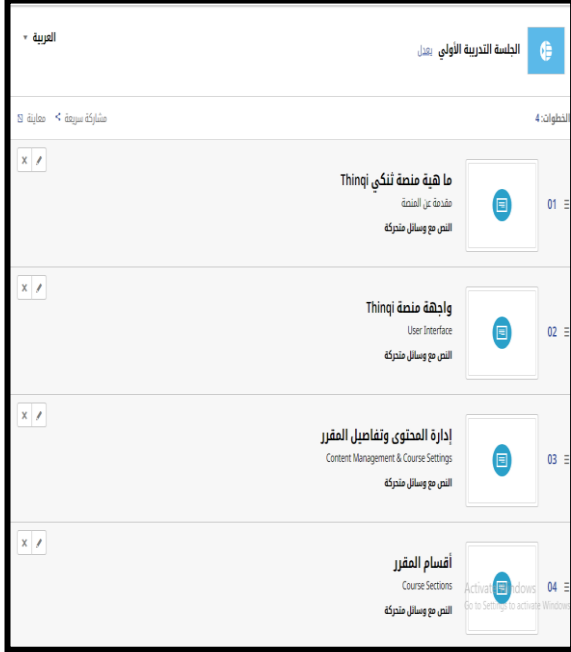 العربية
الجلسة التدريبة الأولي يعدل
الخطوات: 4
مشاركة سريعة
معاينة
01
ما هية منصة ثنكي Thinqi
مقدمة عن المنصة
النص مع وسائل متحركة
02
واجهة منصة Thinqi
User Interface
النص مع وسائل متحركة
03
إدارة المحتوى وتفاصيل المقرر
Content Management & Course Settings
النص مع وسائل متحركة
04
أقسام المقرر
Course Sections
النص مع وسائل متحركة
Activate Windows
Go to Settings to activate Windows